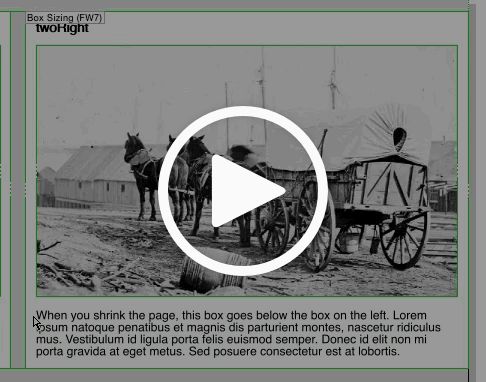 Box Sizing (FW7)
twoRight
When you shrink the page, this box goes below the box on the left. Lorem
ipsum natoque penatibus et magnis dis parturient montes, nascetur ridiculus
mus. Vestibulum id ligula porta felis euismod semper. Donec id elit non mi
porta gravida at eget metus. Sed posuere consectetur est at lobortis.